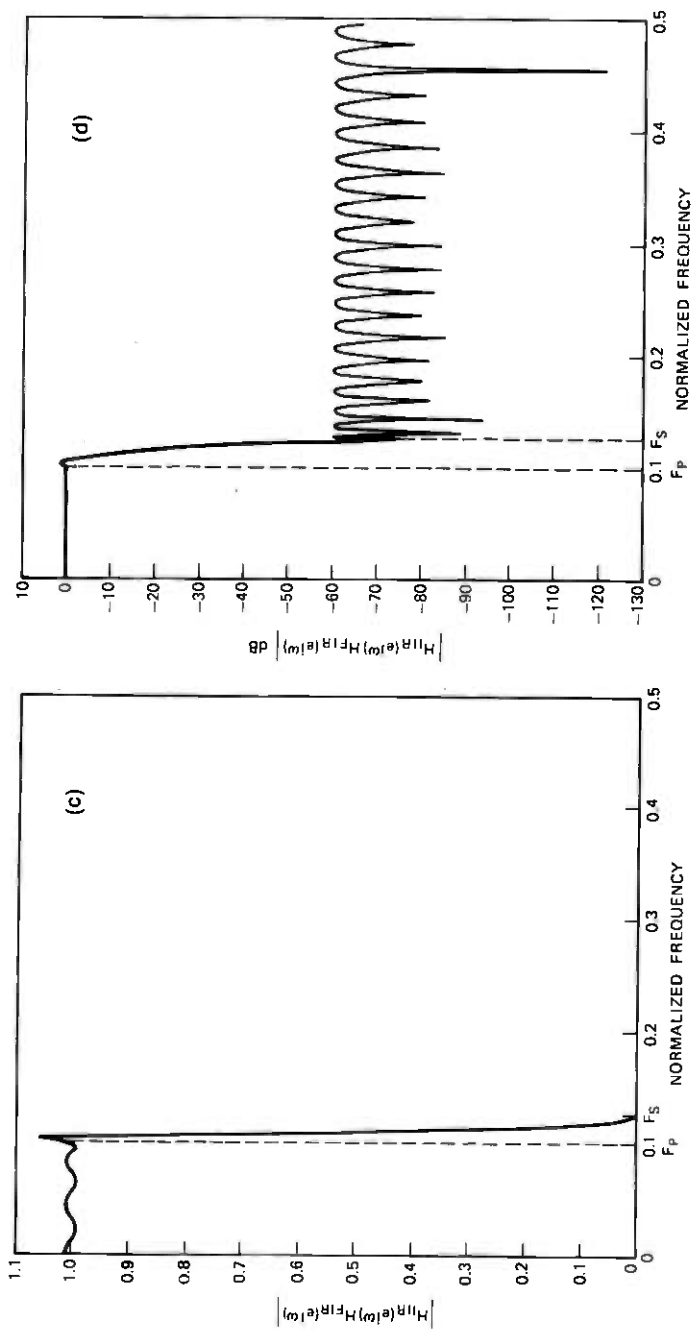 (c)
|H_IIR(e^jω)H_FIR(e^jω)|
1.1
1.0
0.9
0.8
0.7
0.6
0.5
0.4
0.3
0.2
0.1
0
0 0.1 0.2 0.3 0.4 0.5
F_P F_S
NORMALIZED FREQUENCY
(d)
|H_IIR(e^jω)H_FIR(e^jω)| dB
10
0
-10
-20
-30
-40
-50
-60
-70
-80
-90
-100
-110
-120
-130
0 0.1 0.2 0.3 0.4 0.5
F_P F_S
NORMALIZED FREQUENCY